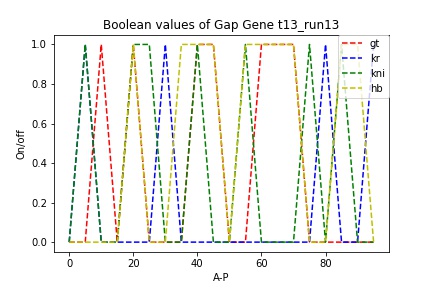 Boolean values of Gap Gene t13_run13
1.0
0.8
0.6
0.4
0.2
0.0
On/off
0 20 40 60 80
A-P
gt
kr
kni
hb